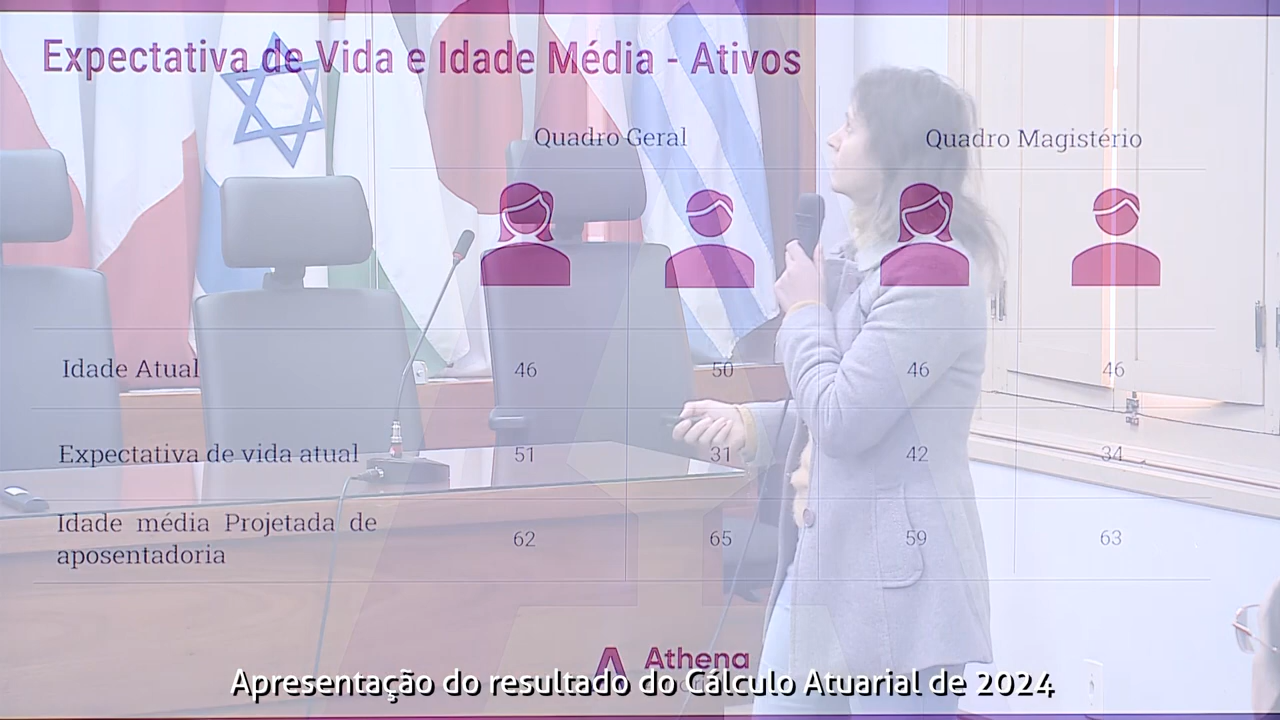 Expectativa de Vida e Idade Média - Ativos
Quadro Geral Quadro Magistério
Idade Atual 46 50 46 46
Expectativa de vida atual 51 31 42 34
Idade média Projetada de
aposentadoria 62 65 59 63
Athena
Apresentação do resultado do Cálculo Atuarial de 2024